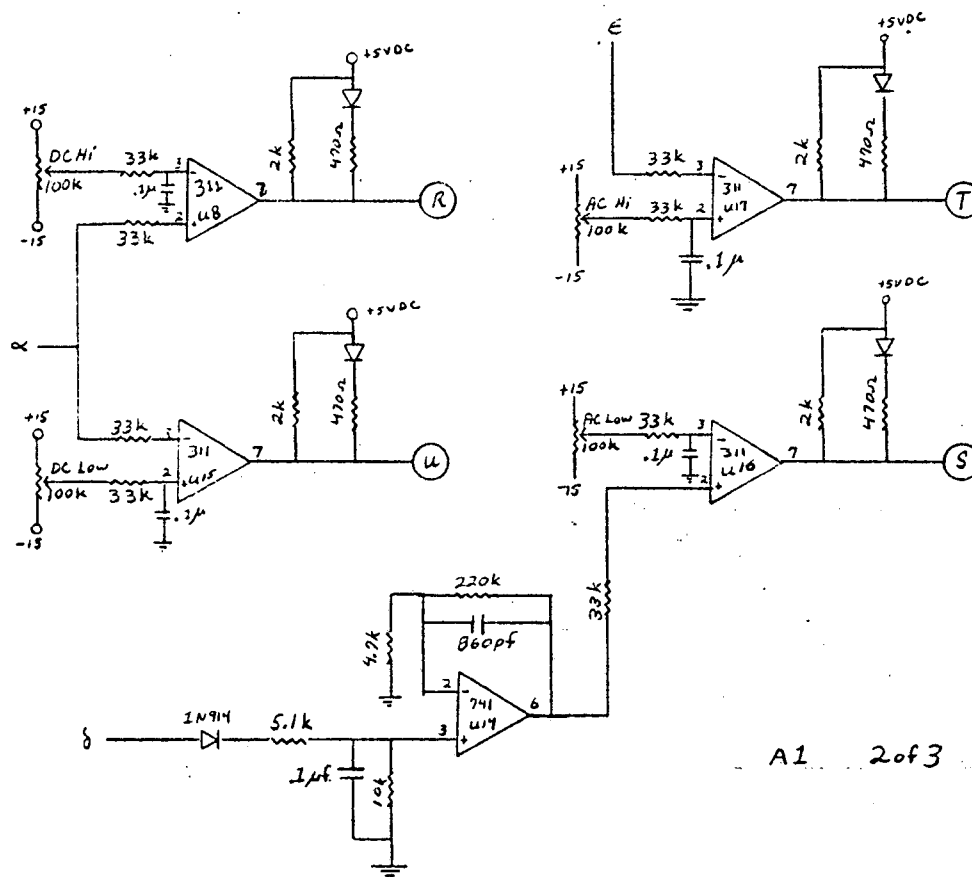 +5VDC
+15
DC Hi
33k
100k
-15
3
.1µ
2
33k
311
U8
7
2k
470Ω
R
ϵ
+5VDC
33k
+15
AC Hi
33k
100k
-15
3
2
311
U17
7
.1µ
2k
470Ω
T
α
+5VDC
33k
+15
DC Low
100k
33k
-15
3
2
311
U15
7
.1µ
2k
470Ω
U
+5VDC
+15
AC Low
33k
100k
-15
3
.1µ
2
311
U16
7
2k
470Ω
S
33k
220k
860pf
4.7k
2
741
U14
6
3
δ
1N914
5.1k
.1µf
10k
A1 2 of 3